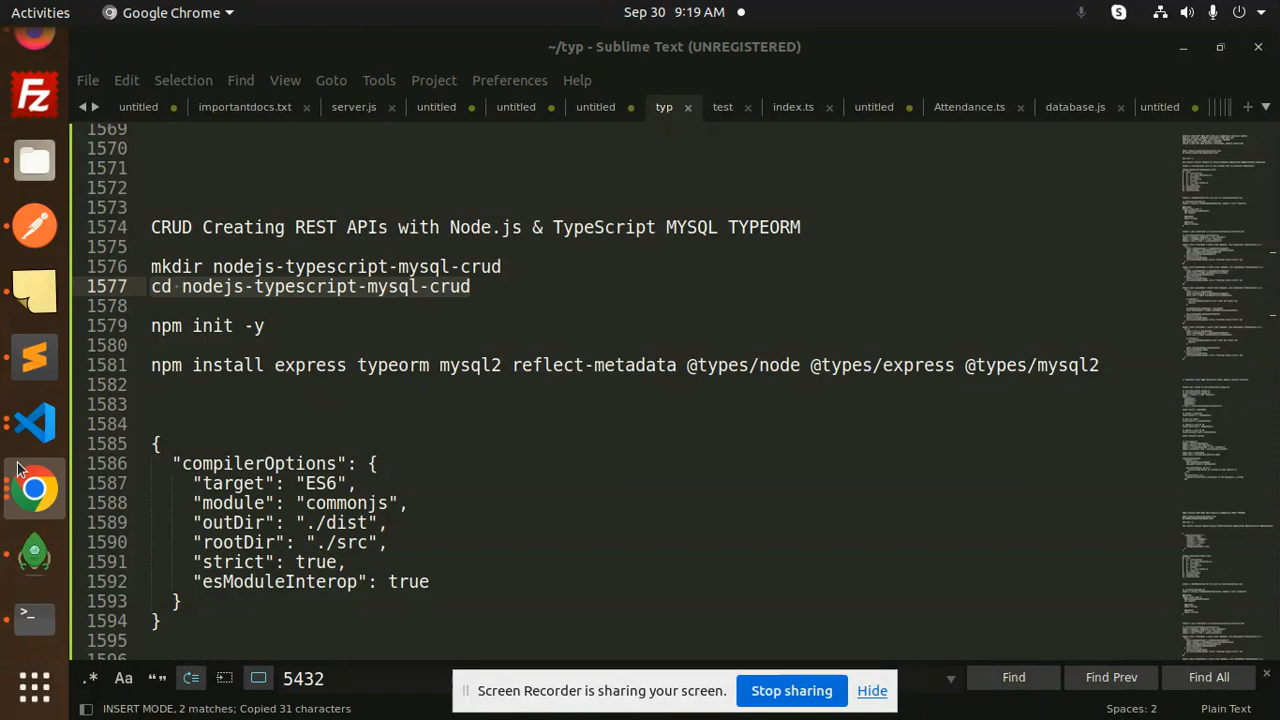 Activities
Google Chrome
Sep 30 9:19 AM
~/typ - Sublime Text (UNREGISTERED)
File Edit Selection Find View Goto Tools Project Preferences Help
untitled importantdocs.txt server.js untitled untitled untitled typ test index.ts untitled Attendance.ts database.js untitled
1569
1570
1571
1572
1573
1574 CRUD Creating REST APIs with Node.js & TypeScript MYSQL TYPEORM
1575
1576 mkdir nodejs-typescript-mysql-crud
1577 cd nodejs-typescript-mysql-crud
1578
1579 npm init -y
1580
1581 npm install express typeorm mysql2 reflect-metadata @types/node @types/express @types/mysql2
1582
1583
1584
1585 {
1586 "compilerOptions": {
1587 "target": "ES6",
1588 "module": "commonjs",
1589 "outDir": "./dist",
1590 "rootDir": "./src",
1591 "strict": true,
1592 "esModuleInterop": true
1593 }
1594 }
1595
1596
.* Aa “” 5432 Find Find Prev Find All
Screen Recorder is sharing your screen. Stop sharing Hide
INSERT MODE, 2 matches; Copied 31 characters Spaces: 2 Plain Text